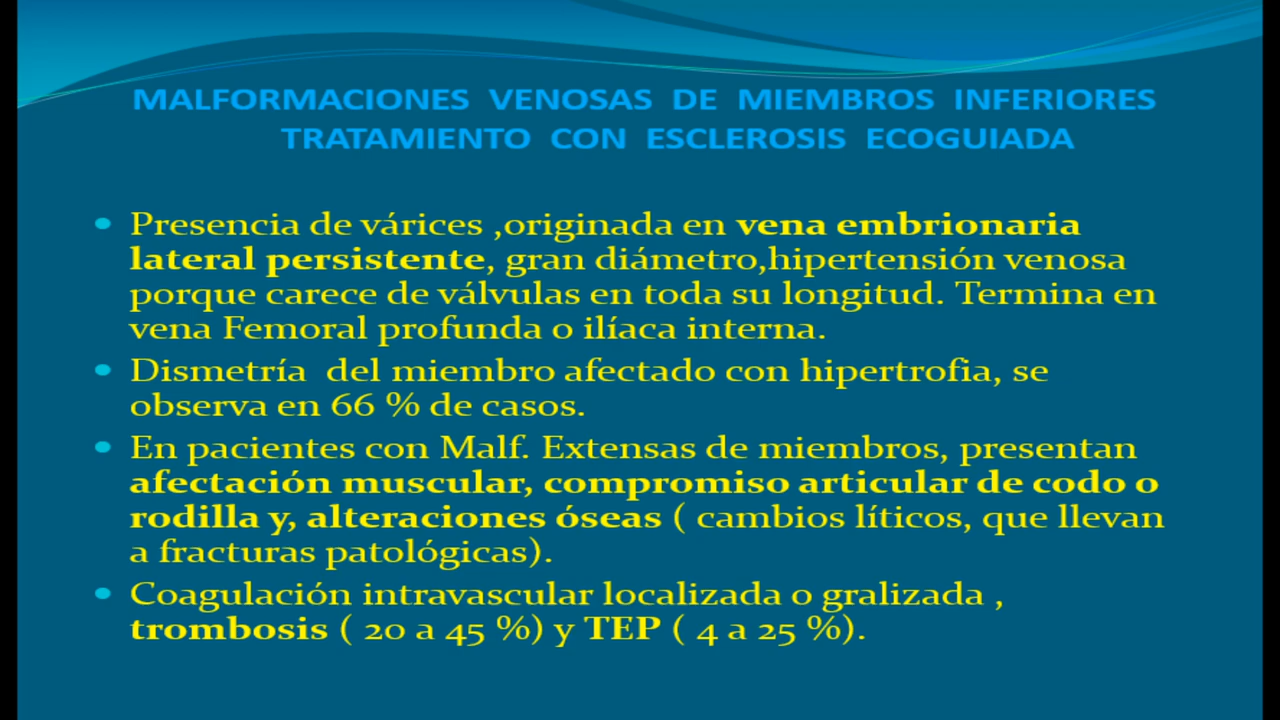 MALFORMACIONES VENOSAS DE MIEMBROS INFERIORES
TRATAMIENTO CON ESCLEROSIS ECOGUIADA
• Presencia de várices ,originada en vena embrionaria
lateral persistente, gran diámetro,hipertensión venosa
porque carece de válvulas en toda su longitud. Termina en
vena Femoral profunda o ilíaca interna.
• Dismetría del miembro afectado con hipertrofia, se
observa en 66 % de casos.
• En pacientes con Malf. Extensas de miembros, presentan
afectación muscular, compromiso articular de codo o
rodilla y, alteraciones óseas ( cambios líticos, que llevan
a fracturas patológicas).
• Coagulación intravascular localizada o gralizada ,
trombosis ( 20 a 45 %) y TEP ( 4 a 25 %).